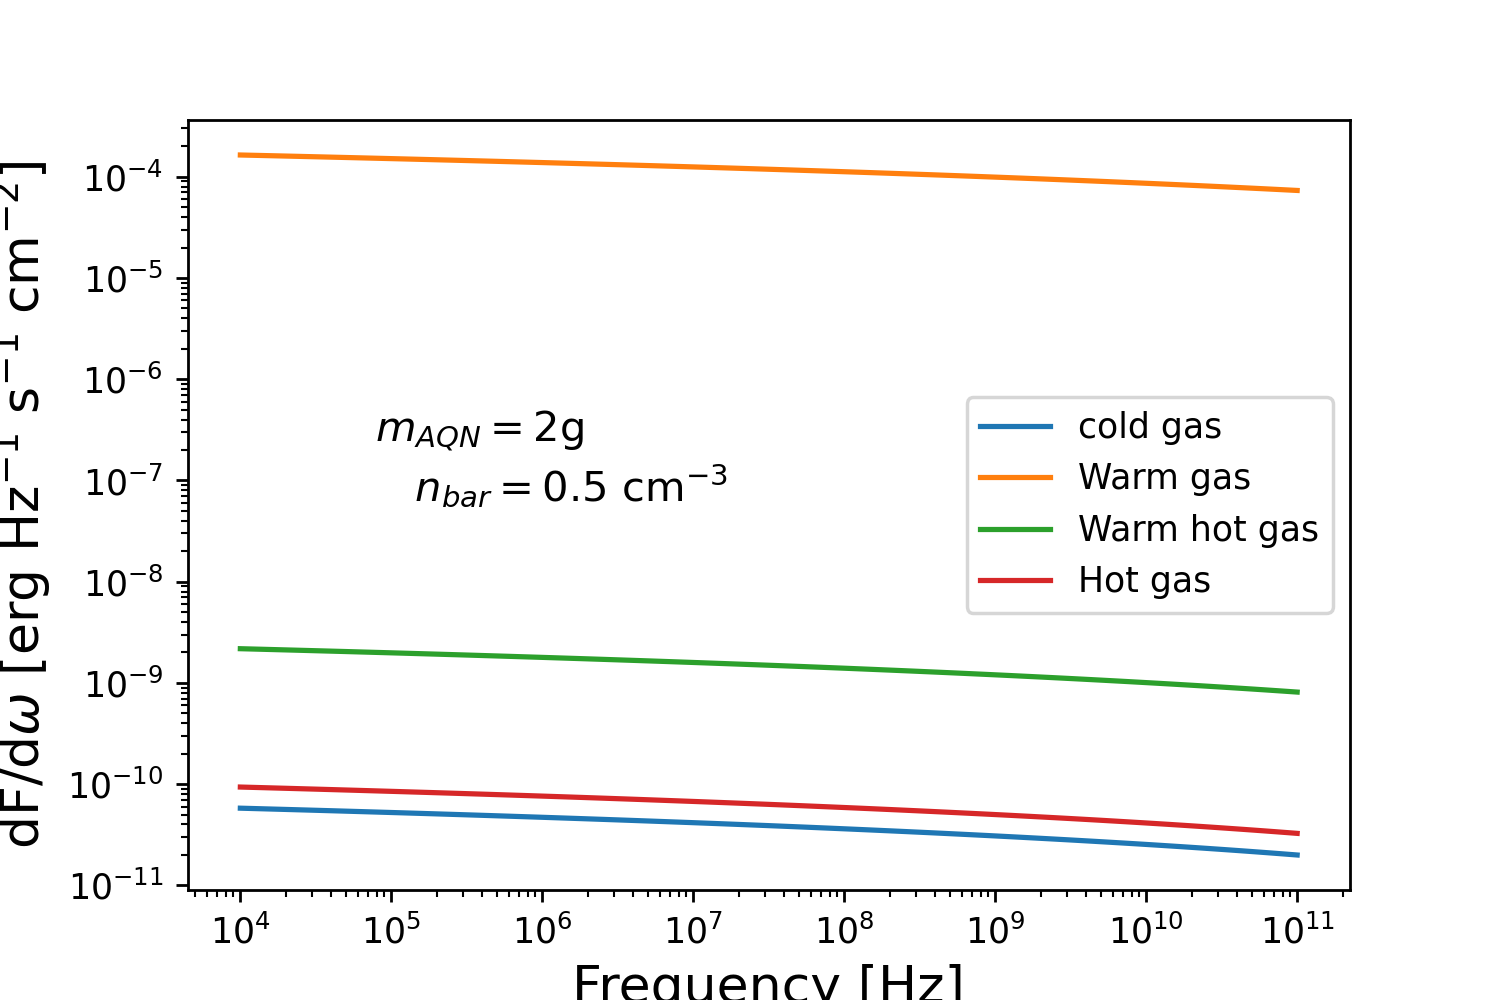 dF/dω [erg Hz⁻¹ s⁻¹ cm⁻²]
10⁻⁴
10⁻⁵
10⁻⁶
10⁻⁷
10⁻⁸
10⁻⁹
10⁻¹⁰
10⁻¹¹
m_AQN = 2g
n_bar = 0.5 cm⁻³
cold gas
Warm gas
Warm hot gas
Hot gas
10⁴ 10⁵ 10⁶ 10⁷ 10⁸ 10⁹ 10¹⁰ 10¹¹
Frequency [Hz]